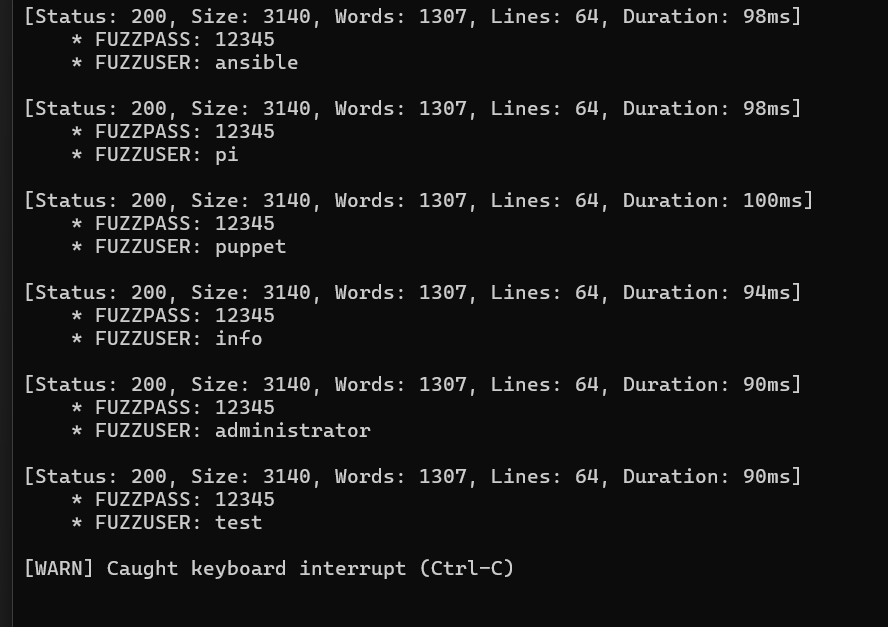 [Status: 200, Size: 3140, Words: 1307, Lines: 64, Duration: 98ms]
* FUZZPASS: 12345
* FUZZUSER: ansible
[Status: 200, Size: 3140, Words: 1307, Lines: 64, Duration: 98ms]
* FUZZPASS: 12345
* FUZZUSER: pi
[Status: 200, Size: 3140, Words: 1307, Lines: 64, Duration: 100ms]
* FUZZPASS: 12345
* FUZZUSER: puppet
[Status: 200, Size: 3140, Words: 1307, Lines: 64, Duration: 94ms]
* FUZZPASS: 12345
* FUZZUSER: info
[Status: 200, Size: 3140, Words: 1307, Lines: 64, Duration: 90ms]
* FUZZPASS: 12345
* FUZZUSER: administrator
[Status: 200, Size: 3140, Words: 1307, Lines: 64, Duration: 90ms]
* FUZZPASS: 12345
* FUZZUSER: test
[WARN] Caught keyboard interrupt (Ctrl-C)